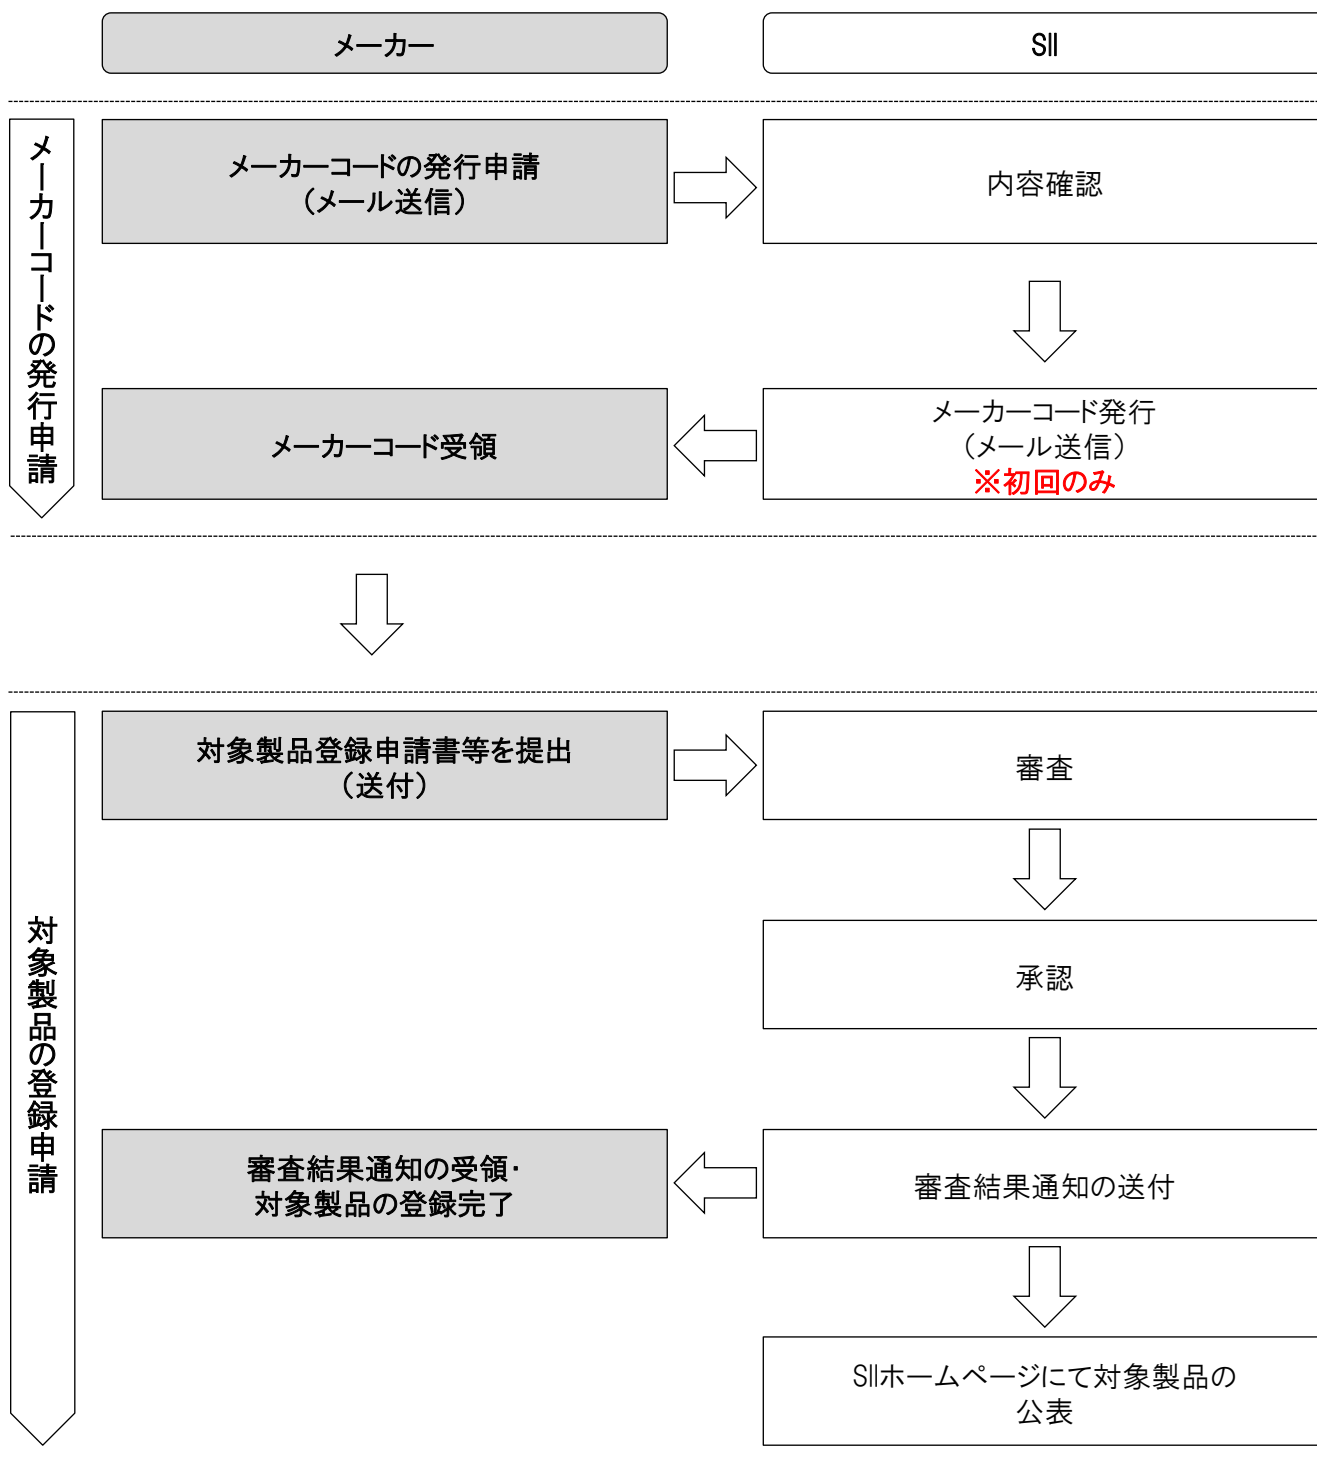 メーカー
SII
メーカーコードの発行申請
メーカーコードの発行申請
（メール送信）
内容確認
メーカーコード受領
メーカーコード発行
（メール送信）
※初回のみ
対象製品の登録申請
対象製品登録申請書等を提出
（送付）
審査
承認
審査結果通知の受領・
対象製品の登録完了
審査結果通知の送付
SIIホームページにて対象製品の
公表